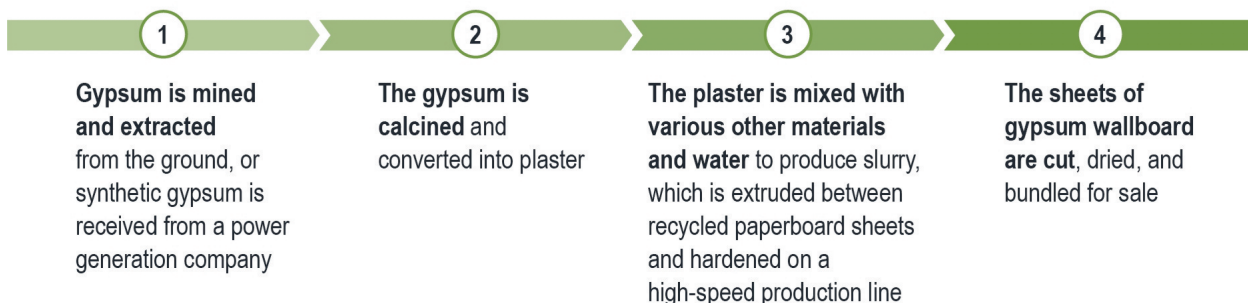 1
Gypsum is mined
and extracted
from the ground, or
synthetic gypsum is
received from a power
generation company
2
The gypsum is
calcined and
converted into plaster
3
The plaster is mixed with
various other materials
and water to produce slurry,
which is extruded between
recycled paperboard sheets
and hardened on a
high-speed production line
4
The sheets of
gypsum wallboard
are cut, dried, and
bundled for sale